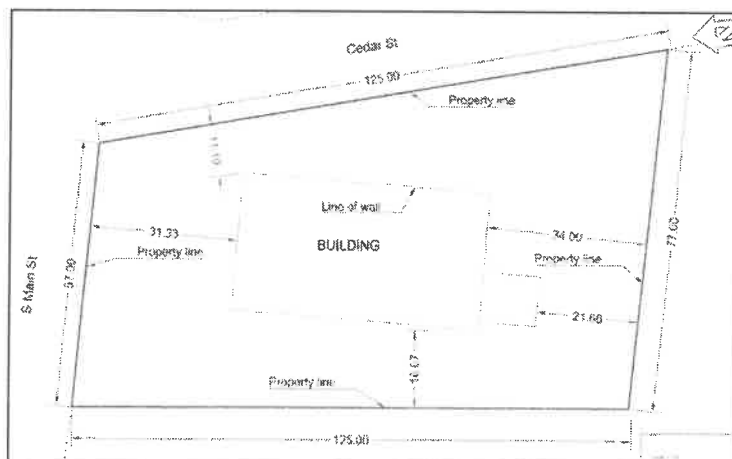 Cedar St
125.00
Property line
Line of wall
31.33
BUILDING
34.00
Property line
Property line
77.00
S Main St
21.66
Property line
125.00